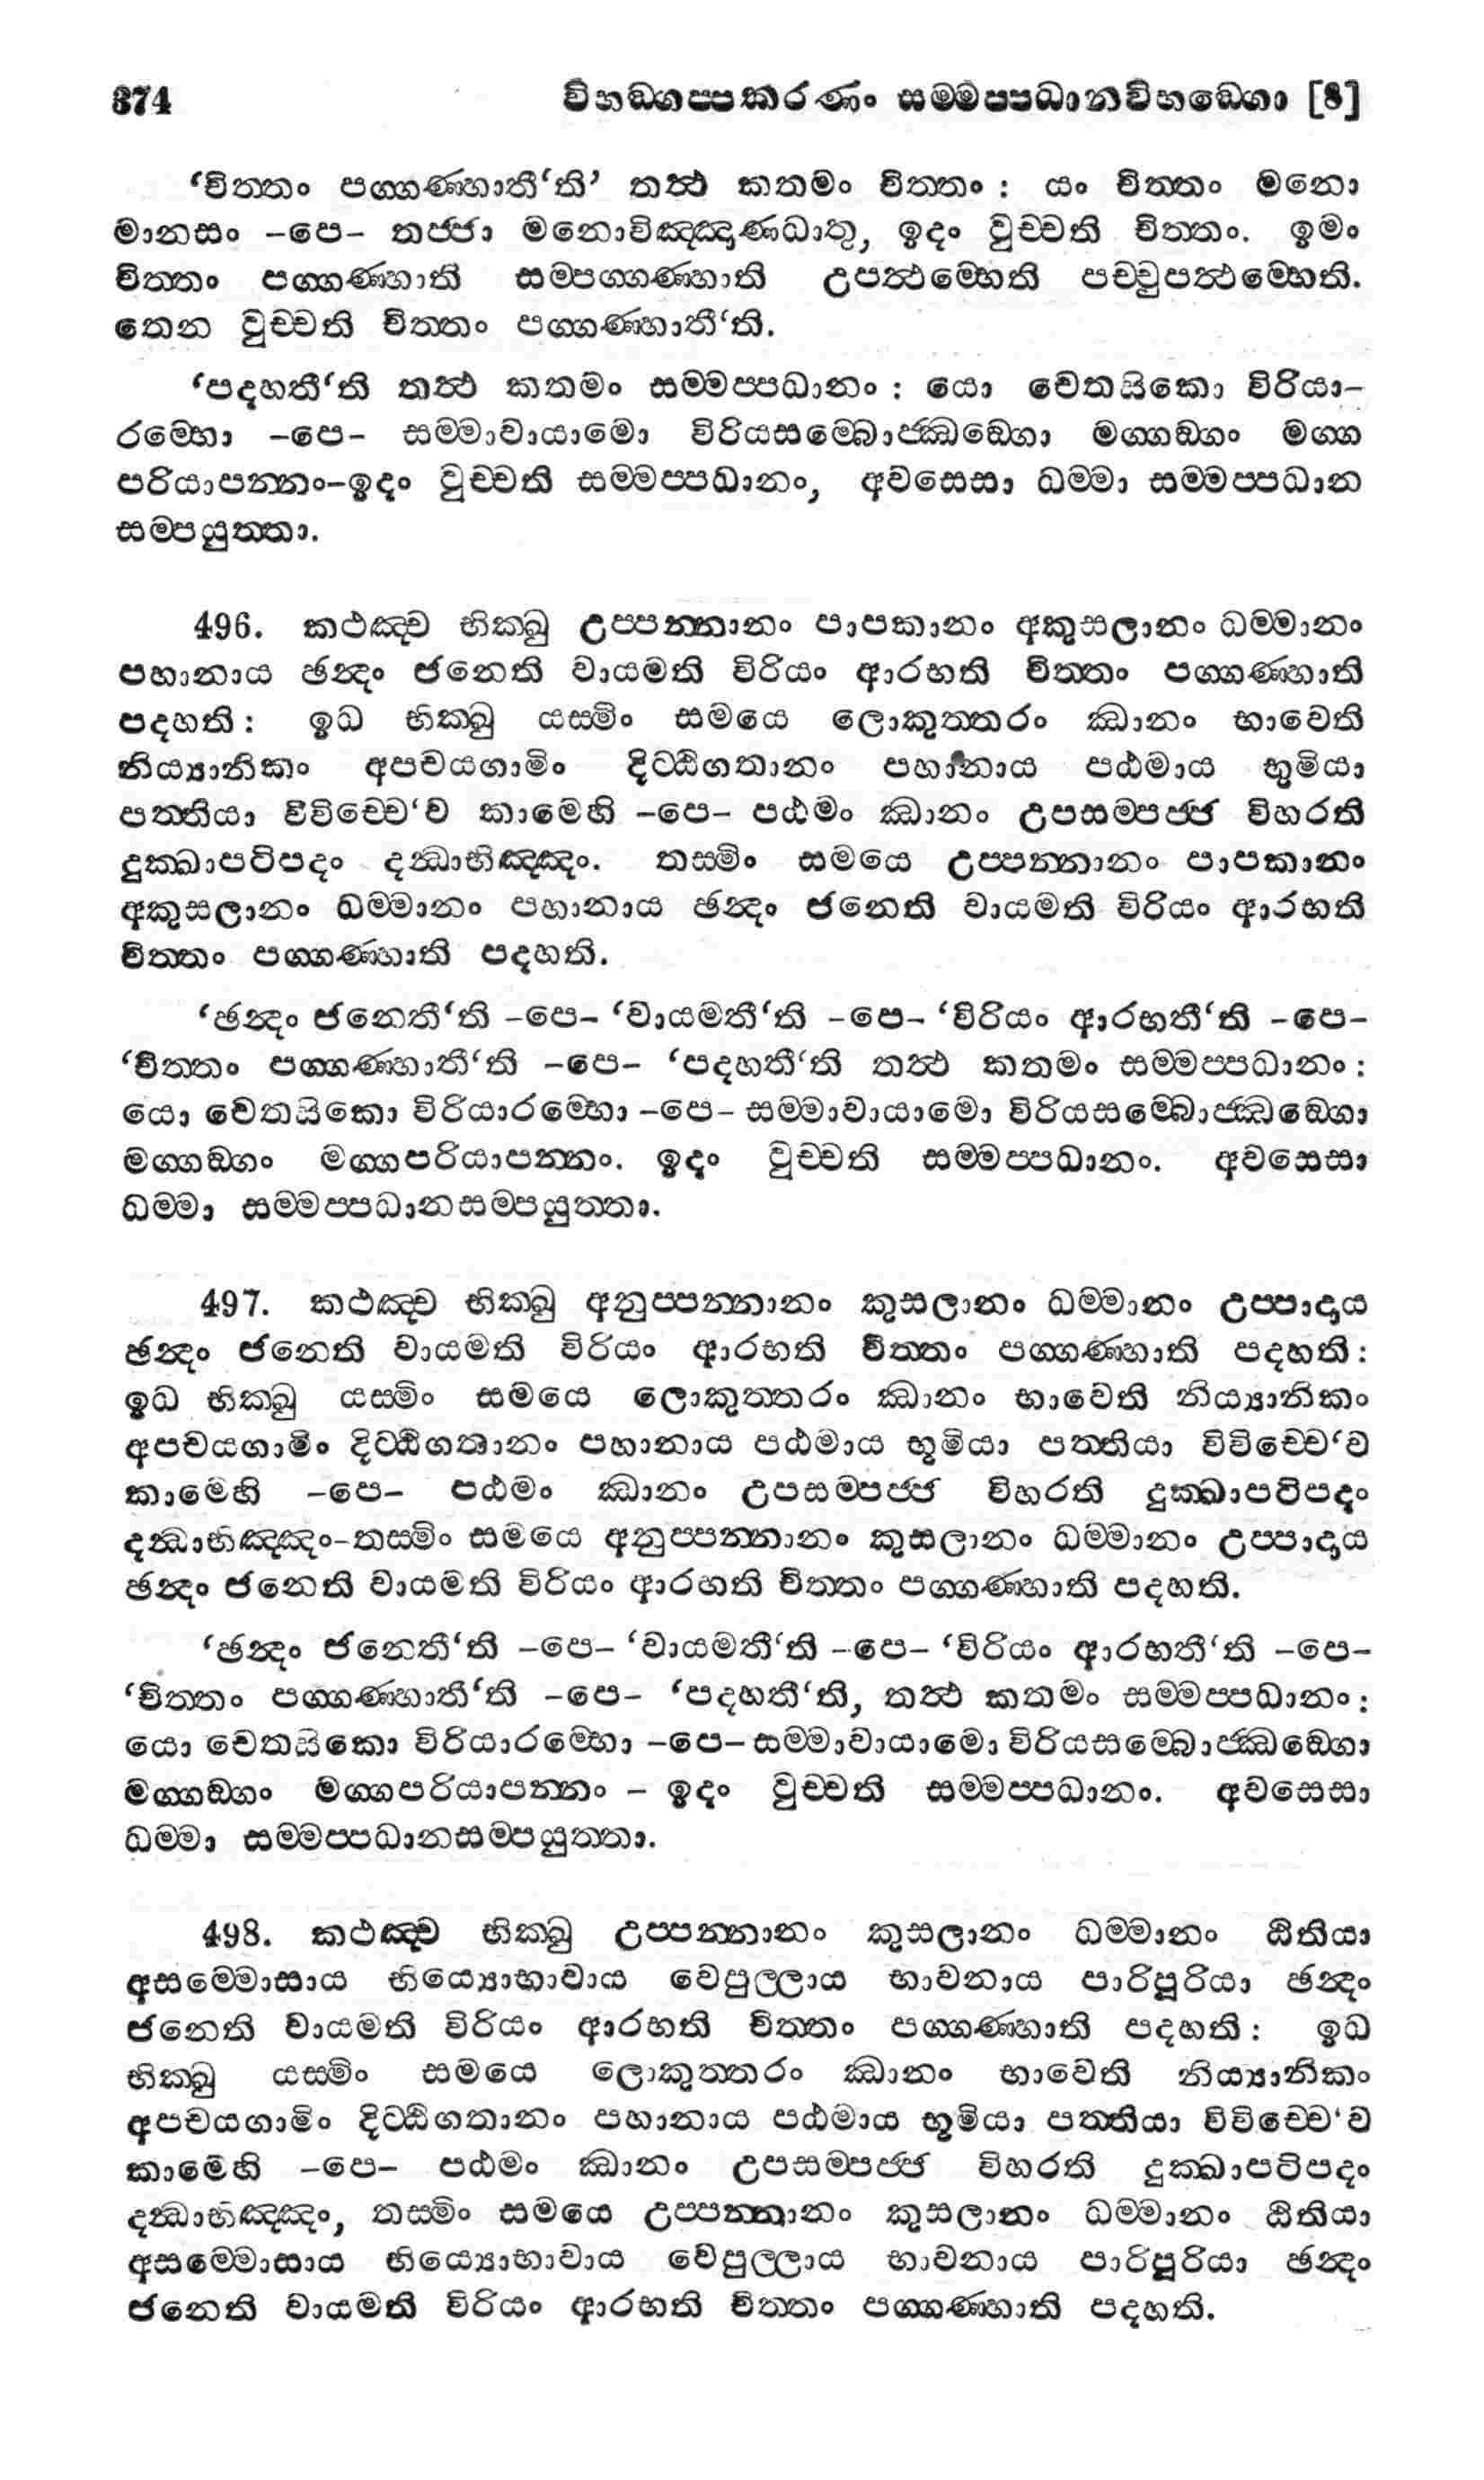 374 විභඞ්ගප්පකරණං සම්මප්පධානවිභඞ්ගො [8]
‘චිත්තං පග්ගණ්හාතී‘ති’ තත්ථ කතමං චිත්තං : යං චිත්තං මනො
මානසං –පෙ– තජ්ජා මනොවිඤ්ඤාණධාතු, ඉදං වුච්චති චිත්තං. ඉමං
චිත්තං පග්ගණ්හාති සම්පග්ගණ්හාති උපත්ථම්භෙති පච්චුපත්ථම්භෙති.
තෙන වුච්චති චිත්තං පග්ගණ්හාතී‘ති.
‘පදහතී‘ති තත්ථ කතමං සම්මප්පධානං : යො චෙතසිකො විරියා–
රම්භො –පෙ– සම්මාවායාමො විරියසම්බොජ්ඣඞ්ගො මග්ගඞ්ගං මග්ග
පරියාපන්නං–ඉදං වුච්චති සම්මප්පධානං, අවසෙසා ධම්මා සම්මප්පධාන
සම්පයුත්තා.
496. කථඤ්ච භික්ඛු උප්පන්නානං පාපකානං අකුසලානං ධම්මානං
පහානාය ඡන්දං ජනෙති වායමති විරියං ආරභති චිත්තං පග්ගණ්හාති
පදහති : ඉධ භික්ඛු යස්මිං සමයෙ ලොකුත්තරං ඣානං භාවෙති
නිය්‍යානිකං අපචයගාමිං දිට්ඨිගතානං පහානාය පඨමාය භුමියා
පත්තියා විවිච්චෙ‘ව කාමෙහි –පෙ– පඨමං ඣානං උපසම්පජ්ජ විහරති
දුක්ඛාපටිපදං දන්ධාභිඤ්ඤං. තස්මිං සමයෙ උප්පන්නානං පාපකානං
අකුසලානං ධම්මානං පහානාය ඡන්දං ජනෙති වායමති විරියං ආරභති
චිත්තං පග්ගණ්හාති පදහති.
‘ඡන්දං ජනෙතී‘ති –පෙ– ‘වායමතී‘ති –පෙ– ‘විරියං ආරභතී‘ති –පෙ–
‘චිත්තං පග්ගණ්හාතී‘ති –පෙ– ‘පදහතී‘ති තත්ථ කතමං සම්මප්පධානං :
යො චෙතසිකො විරියාරම්භො –පෙ– සම්මාවායාමො විරියසම්බොජ්ඣඞ්ගො
මග්ගඞ්ගං මග්ගපරියාපන්නං. ඉදං වුච්චති සම්මප්පධානං. අවසෙසා
ධම්මා සම්මප්පධානසම්පයුත්තා.
497. කථඤ්ච භික්ඛු අනුප්පන්නානං කුසලානං ධම්මානං උප්පාදාය
ඡන්දං ජනෙති වායමති විරියං ආරභති චිත්තං පග්ගණ්හාති පදහති :
ඉධ භික්ඛු යස්මිං සමයෙ ලොකුත්තරං ඣානං භාවෙති නිය්‍යානිකං
අපචයගාමිං දිට්ඨිගතානං පහානාය පඨමාය භූමියා පත්තියා විවිච්චෙ‘ව
කාමෙහි –පෙ– පඨමං ඣානං උපසම්පජ්ජ විහරති දුක්ඛාපටිපදං
දන්ධාභිඤ්ඤං–තස්මිං සමයෙ අනුප්පන්නානං කුසලානං ධම්මානං උප්පාදාය
ඡන්දං ජනෙති වායමති විරියං ආරභති චිත්තං පග්ගණ්හාති පදහති.
‘ඡන්දං ජනෙතී‘ති –පෙ– ‘වායමතී‘ති –පෙ– ‘විරියං ආරභතී‘ති –පෙ–
‘චිත්තං පග්ගණ්හාතී‘ති –පෙ– ‘පදහතී‘ති, තත්ථ කතමං සම්මප්පධානං :
යො චෙතසිකො විරියාරම්භො –පෙ– සම්මාවායාමො විරියසම්බොජ්ඣඞ්ගො
මග්ගඞ්ගං මග්ගපරියාපන්නං – ඉදං වුච්චති සම්මප්පධානං. අවසෙසා
ධම්මා සම්මප්පධානසම්පයුත්තා.
498. කථඤ්ච භික්ඛු උප්පන්නානං කුසලානං ධම්මානං ඨිතියා
අසම්මොසාය භිය්‍යොභාවාය වෙපුල්ලාය භාවනාය පාරිපූරියා ඡන්දං
ජනෙති වායමති විරියං ආරභති චිත්තං පග්ගණ්හාති පදහති : ඉධ
භික්ඛු යස්මිං සමයෙ ලොකුත්තරං ඣානං භාවෙති නිය්‍යානිකං
අපචයගාමිං දිට්ඨිගතානං පහානාය පඨමාය භූමියා පත්තියා විවිච්චෙ‘ව
කාමෙහි –පෙ– පඨමං ඣානං උපසම්පජ්ජ විහරති දුක්ඛාපටිපදං
දන්ධාභිඤ්ඤං, තස්මිං සමයෙ උප්පන්නානං කුසලානං ධම්මානං ඨිතියා
අසම්මොසාය භිය්‍යොභාවාය වෙපුල්ලාය භාවනාය පාරිපූරියා ඡන්දං
ජනෙති වායමති විරියං ආරභති චිත්තං පග්ගණ්හාති පදහති.